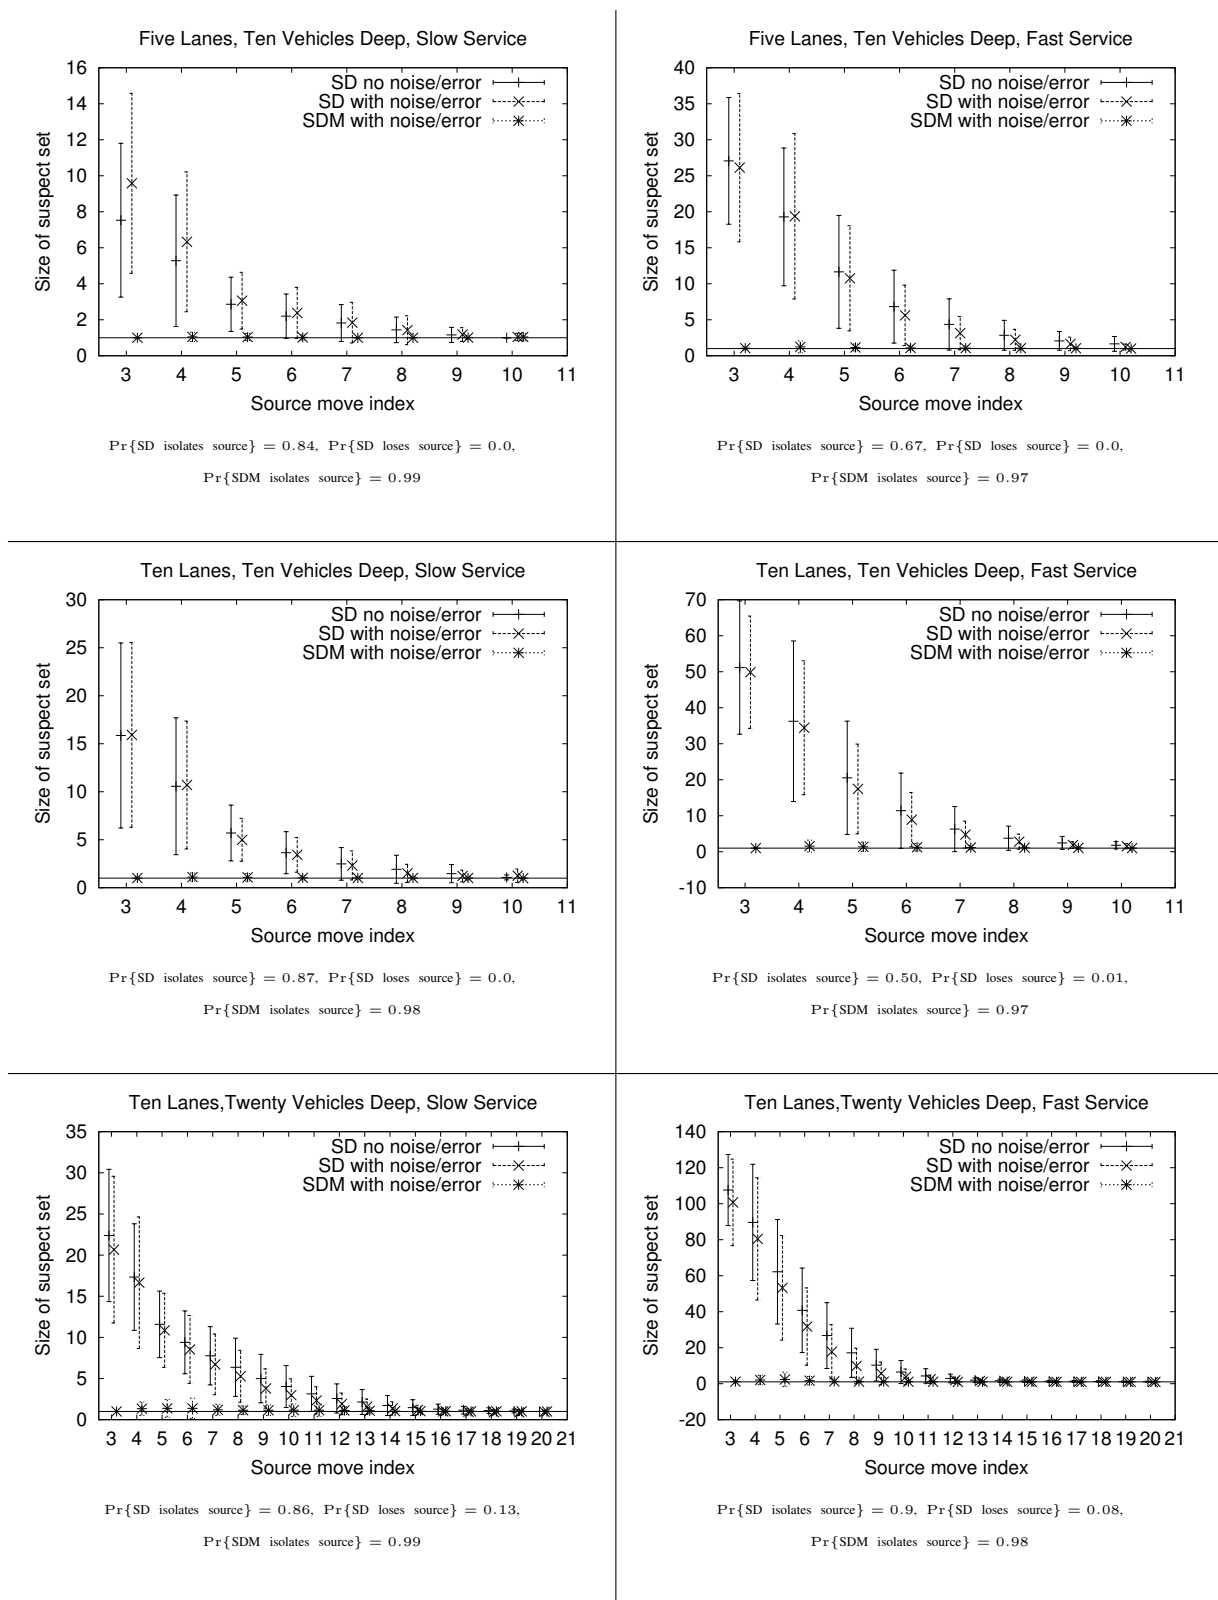 Five Lanes, Ten Vehicles Deep, Slow Service
16
14
12
10
8
6
4
2
0
Size of suspect set
SD no noise/error
SD with noise/error
SDM with noise/error
3 4 5 6 7 8 9 10 11
Source move index
Pr{SD isolates source} = 0.84, Pr{SD loses source} = 0.0,
Pr{SDM isolates source} = 0.99
Five Lanes, Ten Vehicles Deep, Fast Service
40
35
30
25
20
15
10
5
0
Size of suspect set
SD no noise/error
SD with noise/error
SDM with noise/error
3 4 5 6 7 8 9 10 11
Source move index
Pr{SD isolates source} = 0.67, Pr{SD loses source} = 0.0,
Pr{SDM isolates source} = 0.97
Ten Lanes, Ten Vehicles Deep, Slow Service
30
25
20
15
10
5
0
Size of suspect set
SD no noise/error
SD with noise/error
SDM with noise/error
3 4 5 6 7 8 9 10 11
Source move index
Pr{SD isolates source} = 0.87, Pr{SD loses source} = 0.0,
Pr{SDM isolates source} = 0.98
Ten Lanes, Ten Vehicles Deep, Fast Service
70
60
50
40
30
20
10
0
-10
Size of suspect set
SD no noise/error
SD with noise/error
SDM with noise/error
3 4 5 6 7 8 9 10 11
Source move index
Pr{SD isolates source} = 0.50, Pr{SD loses source} = 0.01,
Pr{SDM isolates source} = 0.97
Ten Lanes,Twenty Vehicles Deep, Slow Service
35
30
25
20
15
10
5
0
Size of suspect set
SD no noise/error
SD with noise/error
SDM with noise/error
3 4 5 6 7 8 9 10 11 12 13 14 15 16 17 18 19 20 21
Source move index
Pr{SD isolates source} = 0.86, Pr{SD loses source} = 0.13,
Pr{SDM isolates source} = 0.99
Ten Lanes,Twenty Vehicles Deep, Fast Service
140
120
100
80
60
40
20
0
-20
Size of suspect set
SD no noise/error
SD with noise/error
SDM with noise/error
3 4 5 6 7 8 9 10 11 12 13 14 15 16 17 18 19 20 21
Source move index
Pr{SD isolates source} = 0.9, Pr{SD loses source} = 0.08,
Pr{SDM isolates source} = 0.98